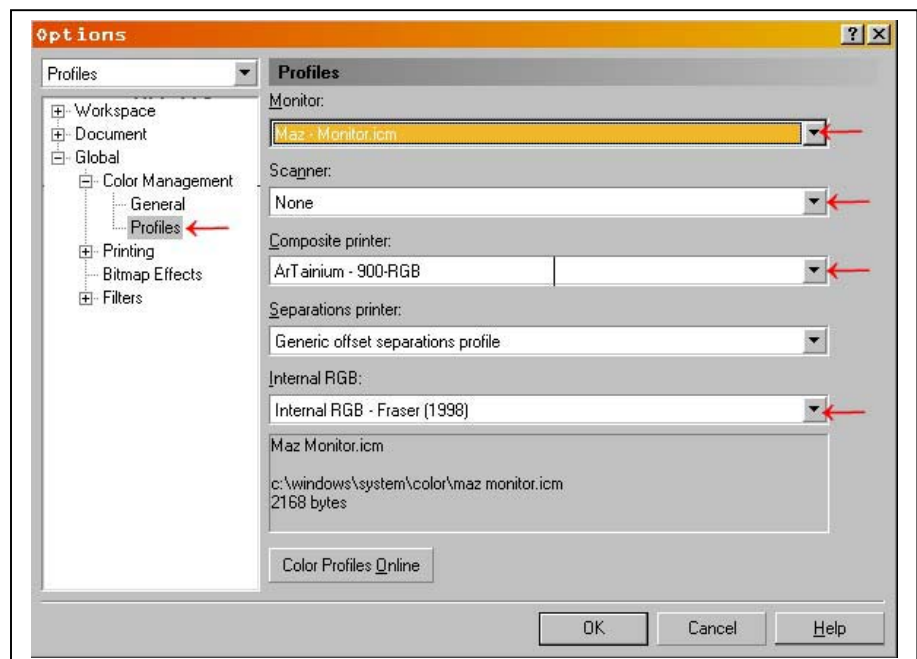 Options
Profiles
Workspace
Document
Global
Color Management
General
Profiles
Printing
Bitmap Effects
Filters
Profiles
Monitor:
Maz - Monitor.icm
Scanner:
None
Composite printer:
ArTainium - 900-RGB
Separations printer:
Generic offset separations profile
Internal RGB:
Internal RGB - Fraser (1998)
Maz Monitor.icm
c:\windows\system\color\maz monitor.icm
2168 bytes
Color Profiles Online
OK Cancel Help